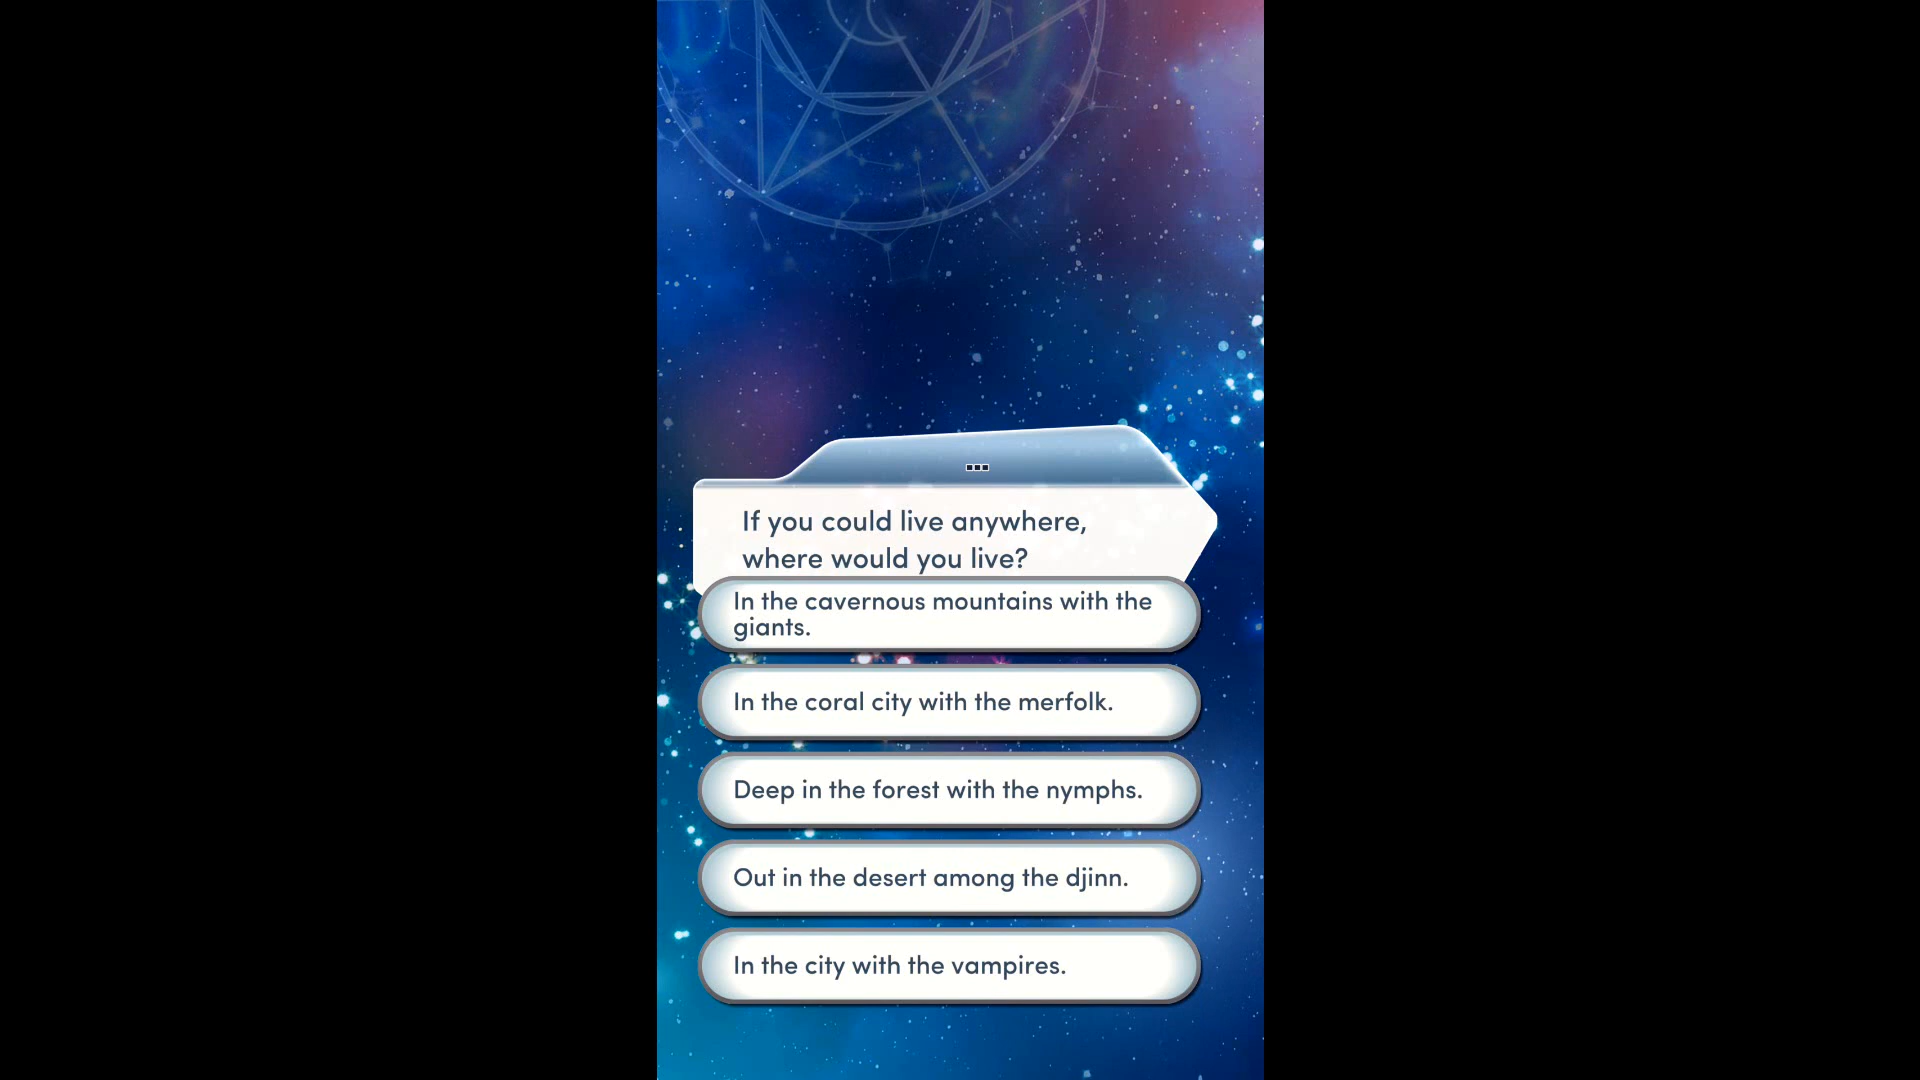 ...
If you could live anywhere,
where would you live?
In the cavernous mountains with the
giants.
In the coral city with the merfolk.
Deep in the forest with the nymphs.
Out in the desert among the djinn.
In the city with the vampires.